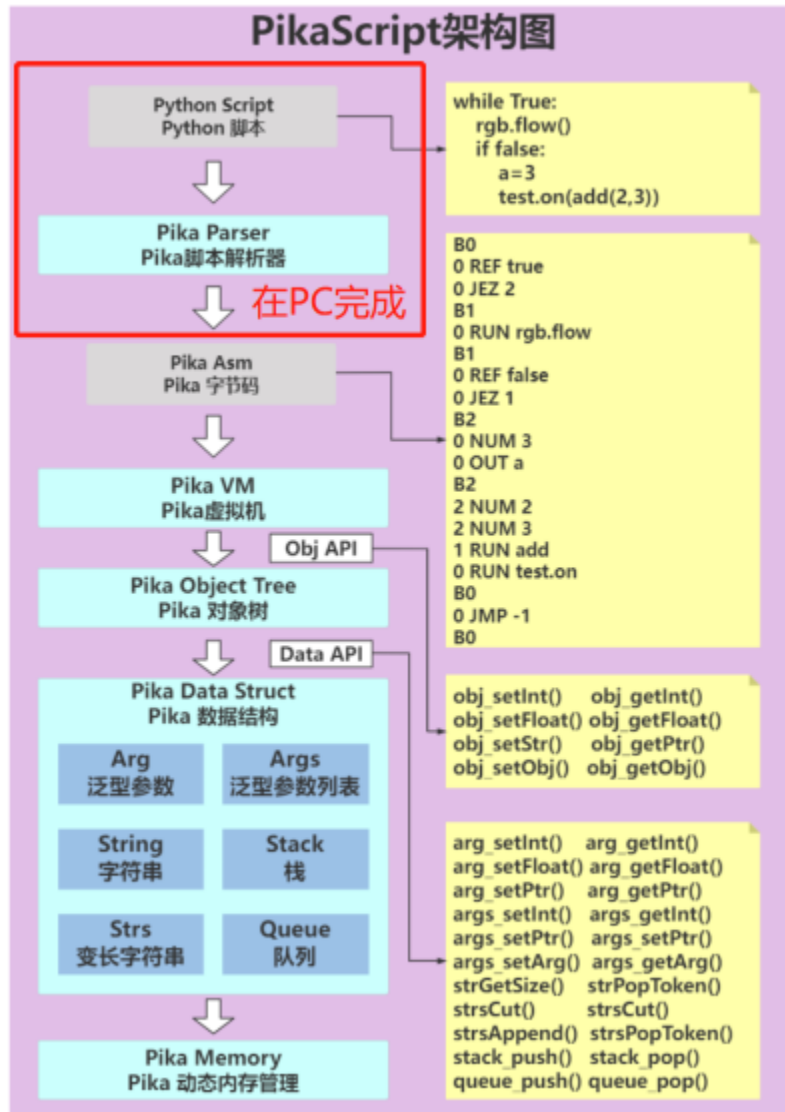 PikaScript架构图
Python Script
Python 脚本
Pika Parser
Pika脚本解析器
在PC完成
Pika Asm
Pika 字节码
Pika VM
Pika虚拟机
Obj API
Pika Object Tree
Pika 对象树
Data API
Pika Data Struct
Pika 数据结构
Arg
泛型参数
Args
泛型参数列表
String
字符串
Stack
栈
Strs
变长字符串
Queue
队列
Pika Memory
Pika 动态内存管理
while True:
rgb.flow()
if false:
a=3
test.on(add(2,3))
B0
0 REF true
0 JEZ 2
B1
0 RUN rgb.flow
B1
0 REF false
0 JEZ 1
B2
0 NUM 3
0 OUT a
B2
2 NUM 2
2 NUM 3
1 RUN add
0 RUN test.on
B0
0 JMP -1
B0
obj_setInt() obj_getInt()
obj_setFloat() obj_getFloat()
obj_setStr() obj_getPtr()
obj_setObj() obj_getObj()
arg_setInt() arg_getInt()
arg_setFloat() arg_getFloat()
arg_setPtr() arg_getPtr()
args_setInt() args_getInt()
args_setPtr() args_setPtr()
args_setArg() args_getArg()
strGetSize() strPopToken()
strsCut() strsCut()
strsAppend() strsPopToken()
stack_push() stack_pop()
queue_push() queue_pop()